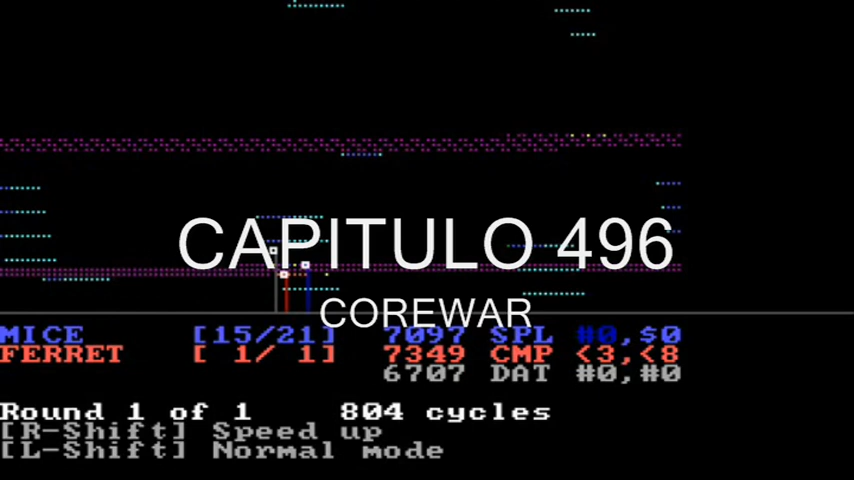 CAPITULO 496
COREWAR
MICE [15/21] 7097 SPL #0,$0
FERRET [ 1/ 1] 7349 CMP <3,<8
6707 DAT #0,#0
Round 1 of 1 804 cycles
[R-Shift] Speed up
[L-Shift] Normal mode